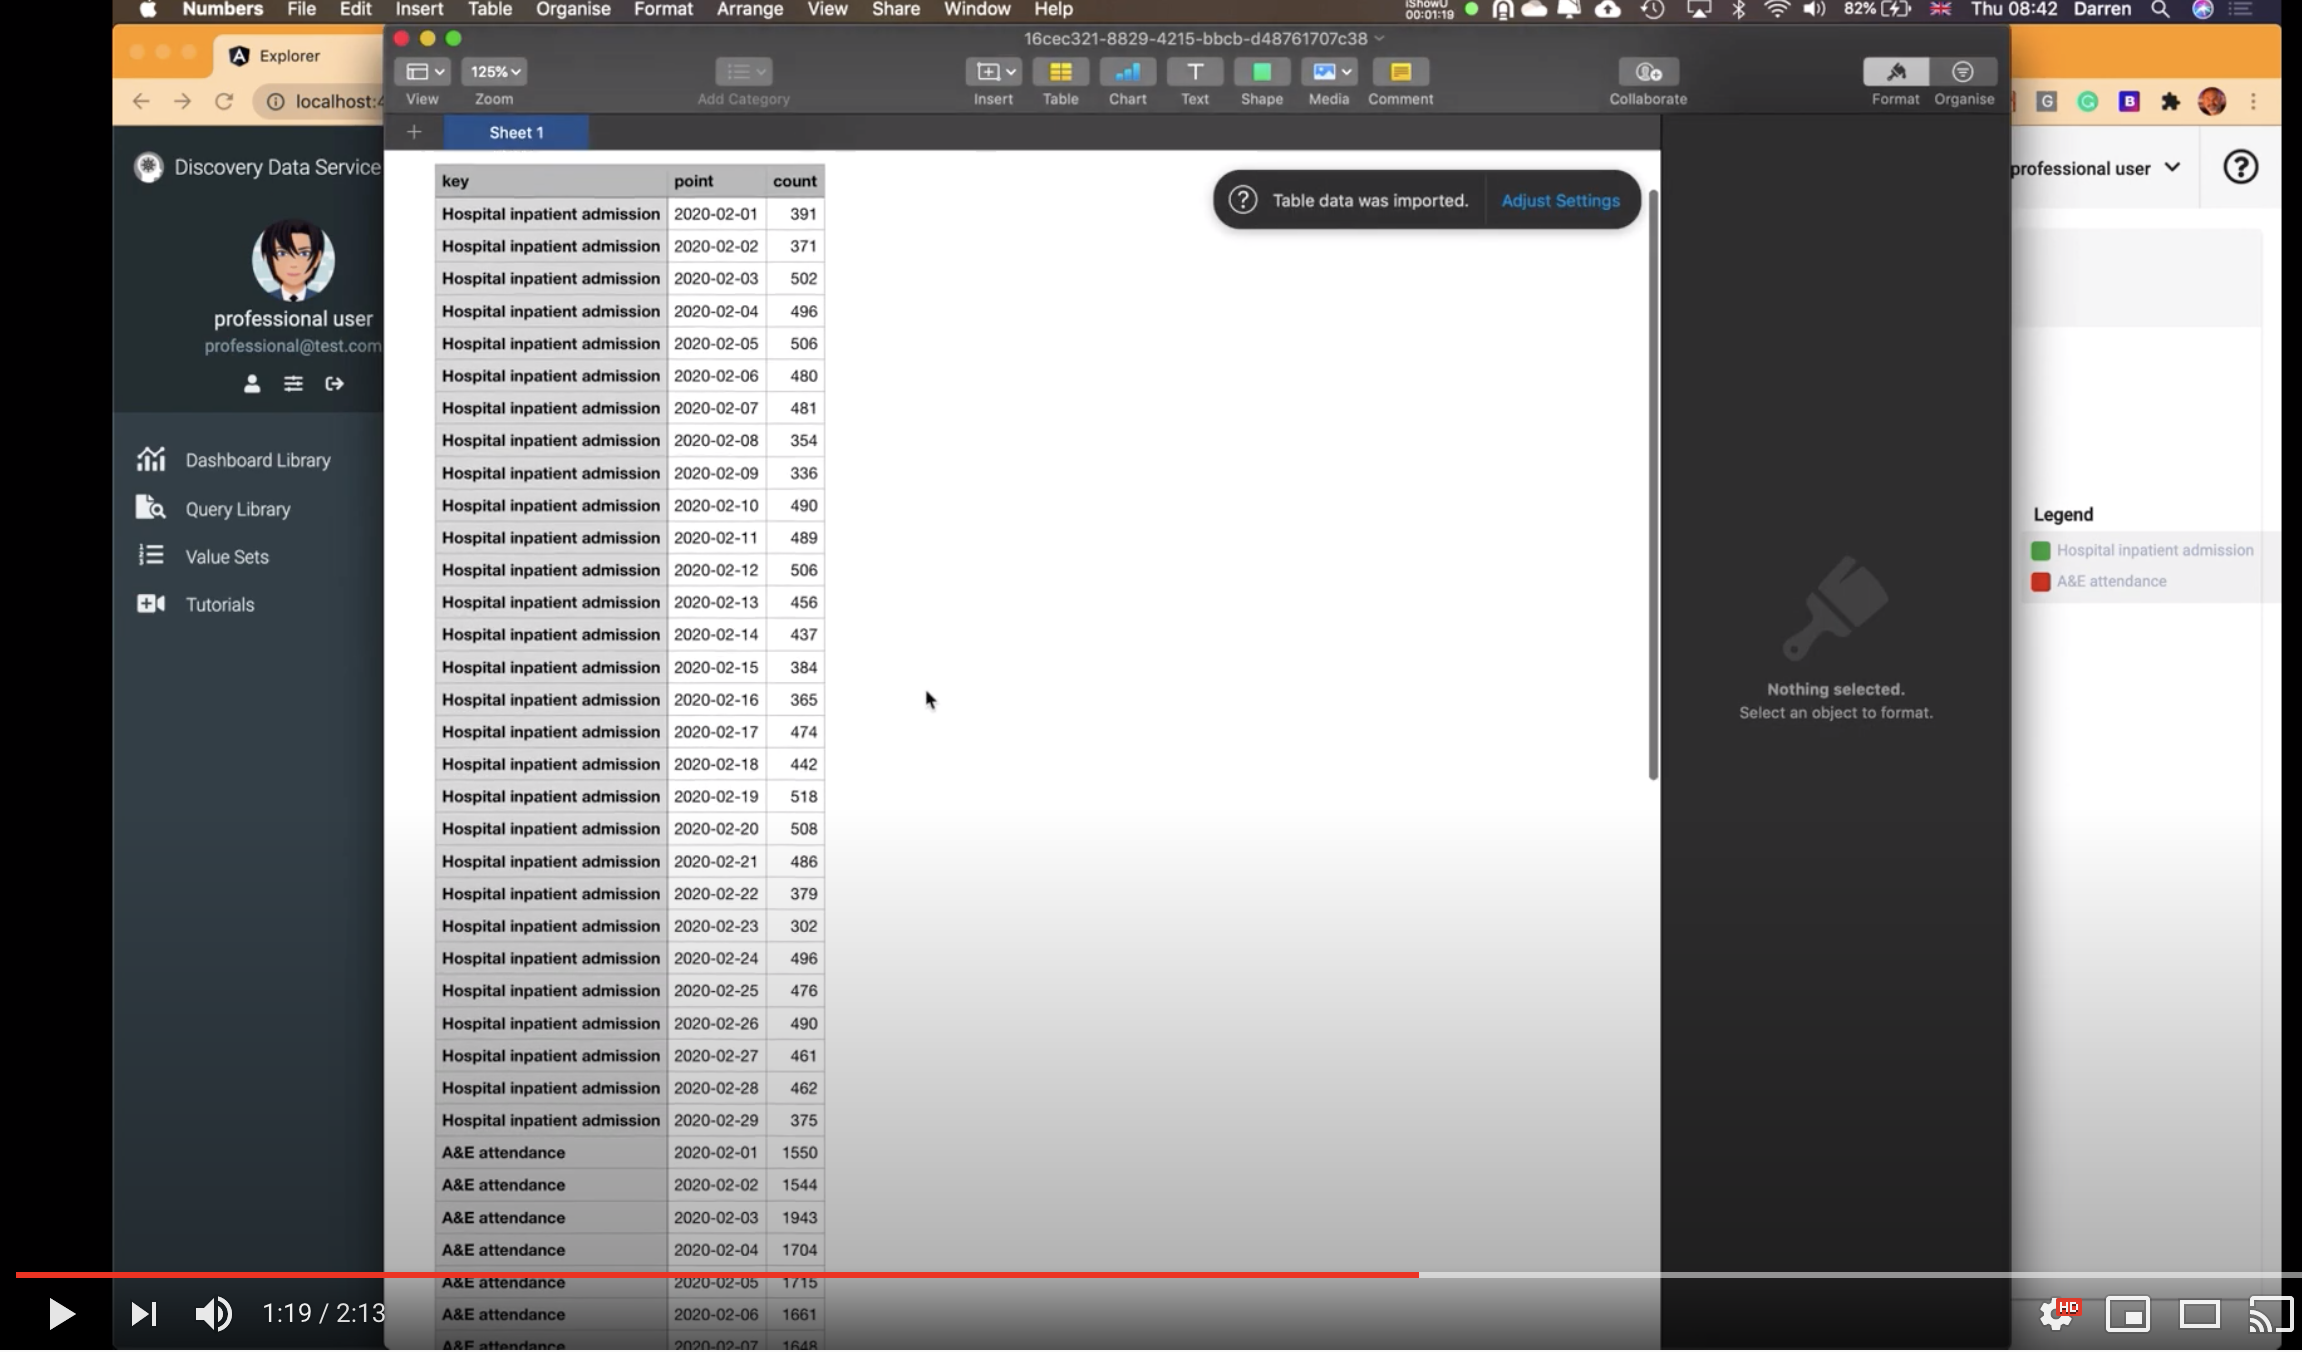 Numbers File Edit Insert Table Organise Format Arrange View Share Window Help
iShowU
00:01:19
82%
Thu 08:42 Darren
Explorer
16cec321-8829-4215-bbcb-d48761707c38
localhost:4
125%
View Zoom Add Category Insert Table Chart Text Shape Media Comment Collaborate Format Organise
Sheet 1
Discovery Data Service
professional user
professional user
professional@test.com
Dashboard Library
Query Library
Value Sets
Tutorials
Table data was imported. Adjust Settings
key point count
Hospital inpatient admission 2020-02-01 391
Hospital inpatient admission 2020-02-02 371
Hospital inpatient admission 2020-02-03 502
Hospital inpatient admission 2020-02-04 496
Hospital inpatient admission 2020-02-05 506
Hospital inpatient admission 2020-02-06 480
Hospital inpatient admission 2020-02-07 481
Hospital inpatient admission 2020-02-08 354
Hospital inpatient admission 2020-02-09 336
Hospital inpatient admission 2020-02-10 490
Hospital inpatient admission 2020-02-11 489
Hospital inpatient admission 2020-02-12 506
Hospital inpatient admission 2020-02-13 456
Hospital inpatient admission 2020-02-14 437
Hospital inpatient admission 2020-02-15 384
Hospital inpatient admission 2020-02-16 365
Hospital inpatient admission 2020-02-17 474
Hospital inpatient admission 2020-02-18 442
Hospital inpatient admission 2020-02-19 518
Hospital inpatient admission 2020-02-20 508
Hospital inpatient admission 2020-02-21 486
Hospital inpatient admission 2020-02-22 379
Hospital inpatient admission 2020-02-23 302
Hospital inpatient admission 2020-02-24 496
Hospital inpatient admission 2020-02-25 476
Hospital inpatient admission 2020-02-26 490
Hospital inpatient admission 2020-02-27 461
Hospital inpatient admission 2020-02-28 462
Hospital inpatient admission 2020-02-29 375
A&E attendance 2020-02-01 1550
A&E attendance 2020-02-02 1544
A&E attendance 2020-02-03 1943
A&E attendance 2020-02-04 1704
A&E attendance 2020-02-05 1715
A&E attendance 2020-02-06 1661
A&E attendance 2020-02-07 1648
Nothing selected.
Select an object to format.
Legend
Hospital inpatient admission
A&E attendance
1:19 / 2:13
HD